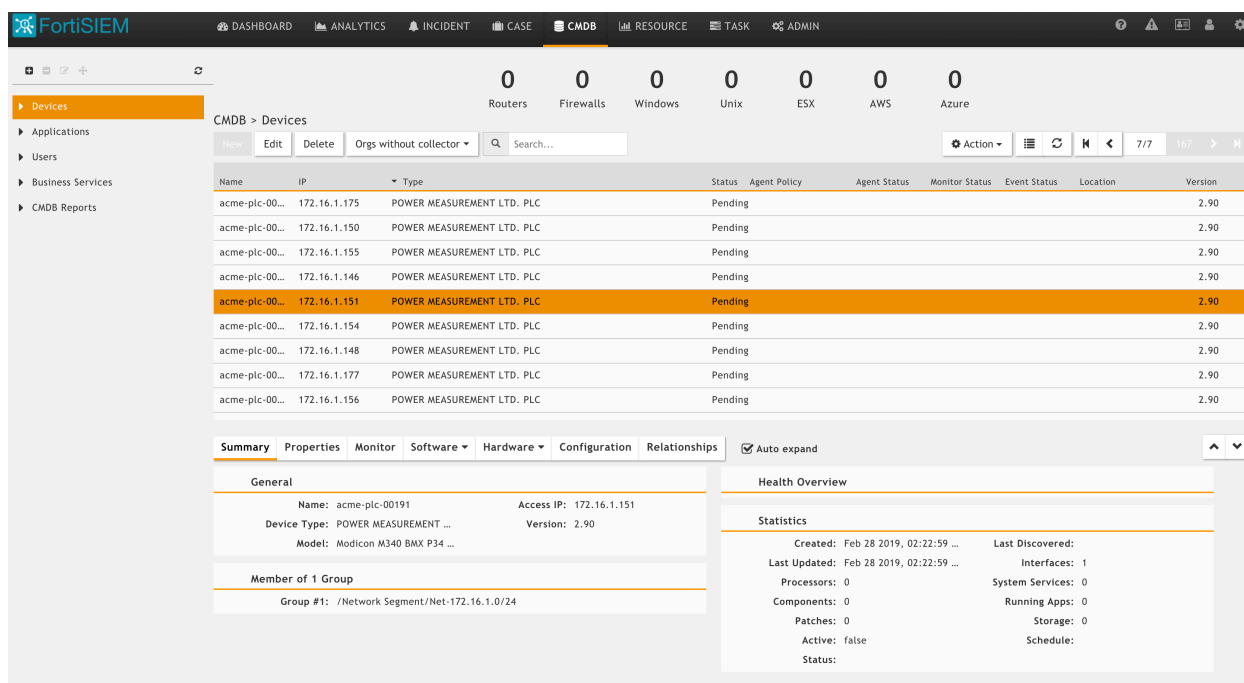 FortiSIEM DASHBOARD ANALYTICS INCIDENT CASE CMDB RESOURCE TASK ADMIN
0 0 0 0 0 0 0
Routers Firewalls Windows Unix ESX AWS Azure
Devices
Applications
Users
Business Services
CMDB Reports
CMDB > Devices
New Edit Delete Orgs without collector Search... Action 7/7 167
Name IP Type Status Agent Policy Agent Status Monitor Status Event Status Location Version
acme-plc-00... 172.16.1.175 POWER MEASUREMENT LTD. PLC Pending 2.90
acme-plc-00... 172.16.1.150 POWER MEASUREMENT LTD. PLC Pending 2.90
acme-plc-00... 172.16.1.155 POWER MEASUREMENT LTD. PLC Pending 2.90
acme-plc-00... 172.16.1.146 POWER MEASUREMENT LTD. PLC Pending 2.90
acme-plc-00... 172.16.1.151 POWER MEASUREMENT LTD. PLC Pending 2.90
acme-plc-00... 172.16.1.154 POWER MEASUREMENT LTD. PLC Pending 2.90
acme-plc-00... 172.16.1.148 POWER MEASUREMENT LTD. PLC Pending 2.90
acme-plc-00... 172.16.1.177 POWER MEASUREMENT LTD. PLC Pending 2.90
acme-plc-00... 172.16.1.156 POWER MEASUREMENT LTD. PLC Pending 2.90
Summary Properties Monitor Software Hardware Configuration Relationships Auto expand
General
Name: acme-plc-00191 Access IP: 172.16.1.151
Device Type: POWER MEASUREMENT ... Version: 2.90
Model: Modicon M340 BMX P34 ...
Member of 1 Group
Group #1: /Network Segment/Net-172.16.1.0/24
Health Overview
Statistics
Created: Feb 28 2019, 02:22:59 ... Last Discovered:
Last Updated: Feb 28 2019, 02:22:59 ... Interfaces: 1
Processors: 0 System Services: 0
Components: 0 Running Apps: 0
Patches: 0 Storage: 0
Active: false Schedule:
Status: